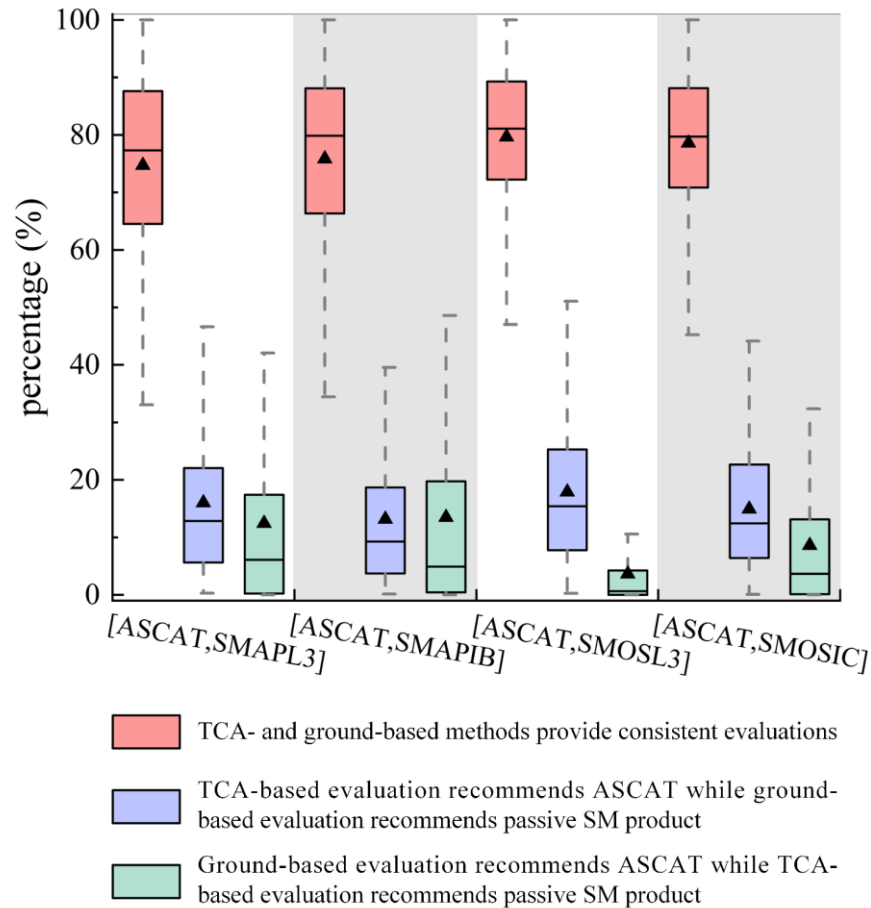 percentage (%)
100
80
60
40
20
0
[ASCAT,SMAPL3]
[ASCAT,SMAPIB]
[ASCAT,SMOSL3]
[ASCAT,SMOSIC]
TCA- and ground-based methods provide consistent evaluations
TCA-based evaluation recommends ASCAT while ground-
based evaluation recommends passive SM product
Ground-based evaluation recommends ASCAT while TCA-
based evaluation recommends passive SM product